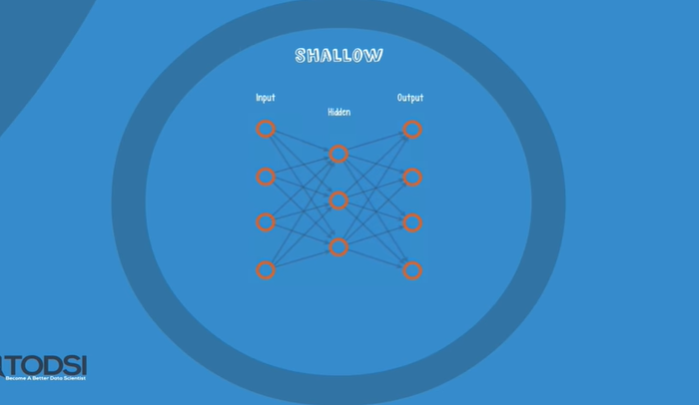 SHALLOW
Input
Hidden
Output
TODSI
Become A Better Data Scientist